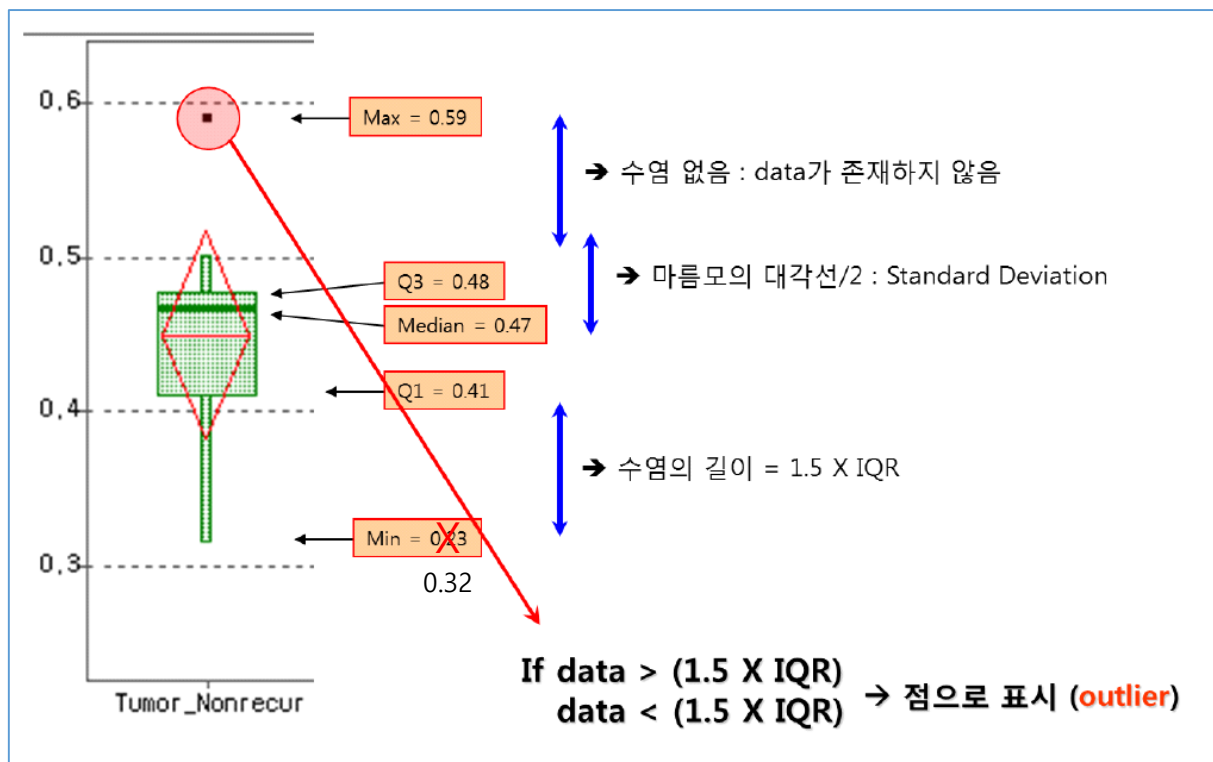 0.6
Max = 0.59
➔ 수염 없음 : data가 존재하지 않음
0.5
Q3 = 0.48
➔ 마름모의 대각선/2 : Standard Deviation
Median = 0.47
Q1 = 0.41
0.4
➔ 수염의 길이 = 1.5 X IQR
Min = 0.23
X
0.3
0.32
If data > (1.5 X IQR)
data < (1.5 X IQR)
➔ 점으로 표시 (outlier)
Tumor_Nonrecur